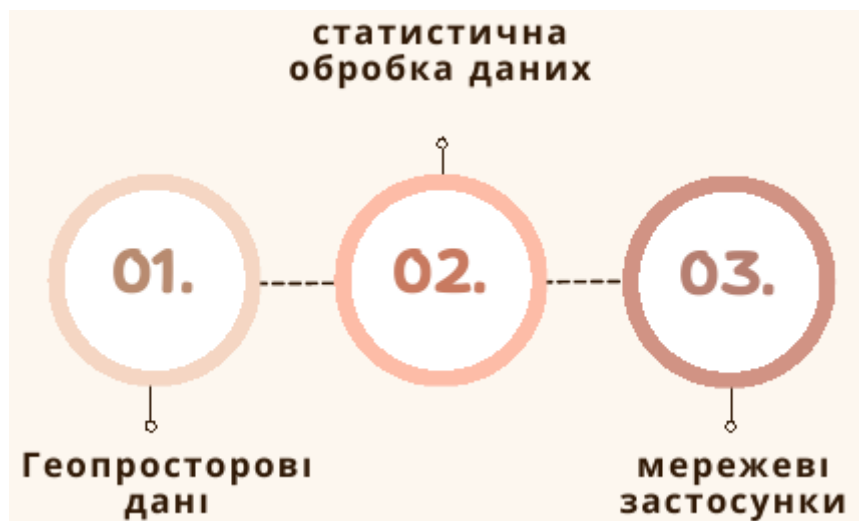 статистична
обробка даних
01.
02.
03.
Геопросторові
дані
мережеві
застосунки